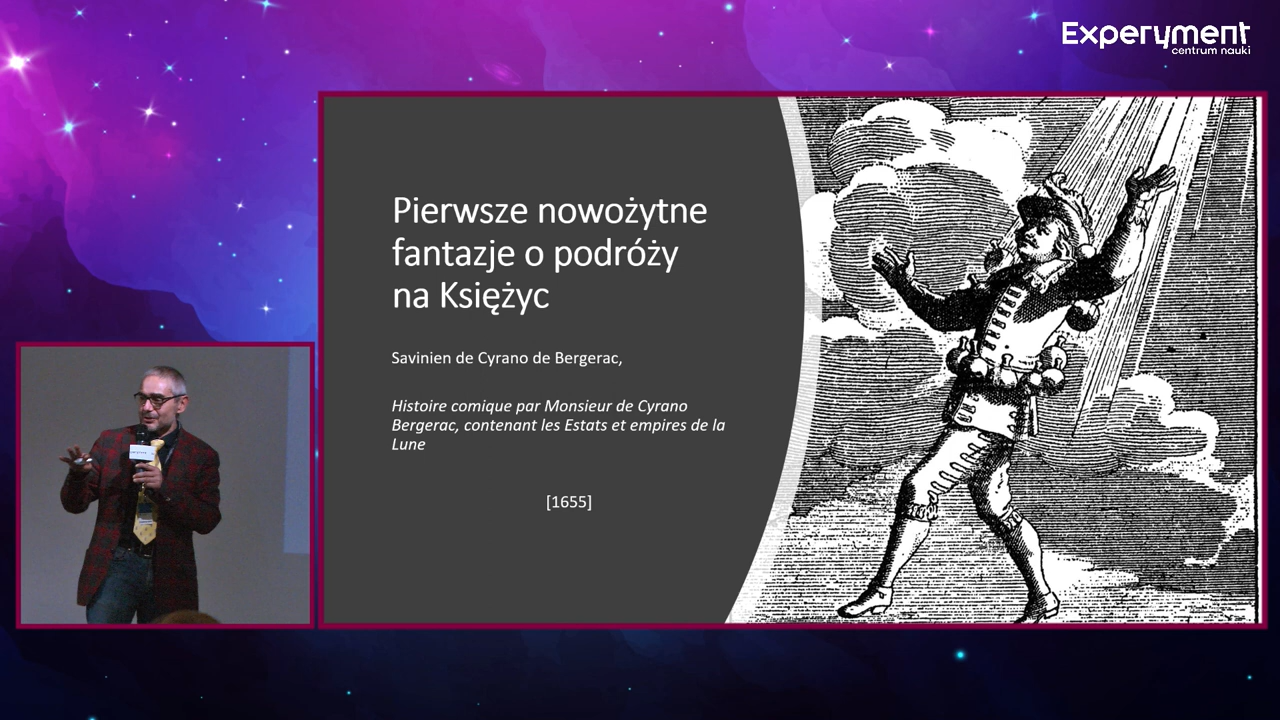 Experyment
centrum nauki
Pierwsze nowożytne
fantazje o podróży
na Księżyc
Savinien de Cyrano de Bergerac,
Histoire comique par Monsieur de Cyrano
Bergerac, contenant les Estats et empires de la
Lune
[1655]